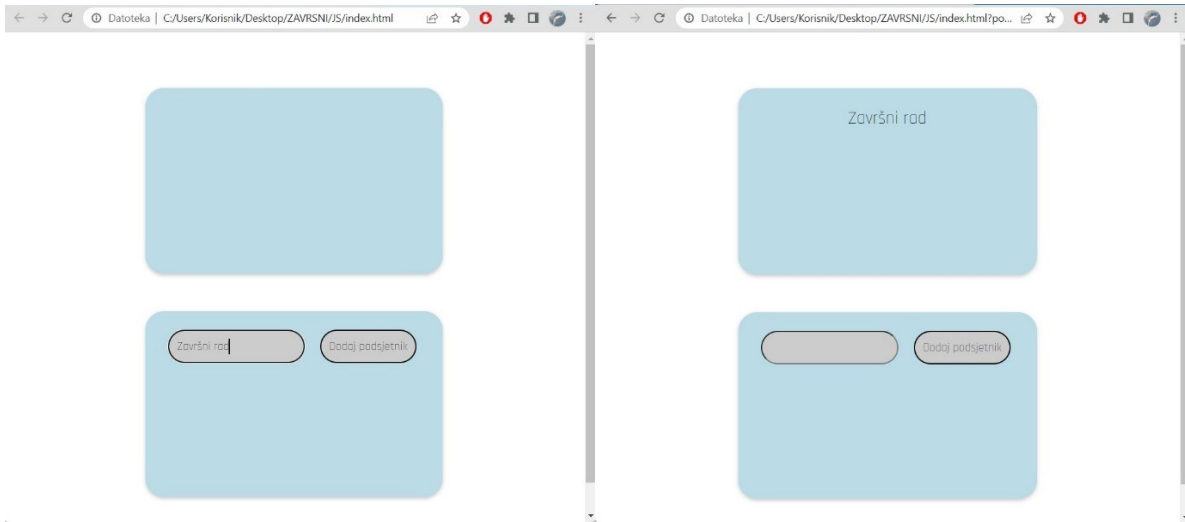 Datoteka | C:/Users/Korisnik/Desktop/ZAVRSNI/JS/index.html
Završni rad
Dodaj podsjetnik
Datoteka | C:/Users/Korisnik/Desktop/ZAVRSNI/JS/index.html?po...
Završni rad
Dodaj podsjetnik